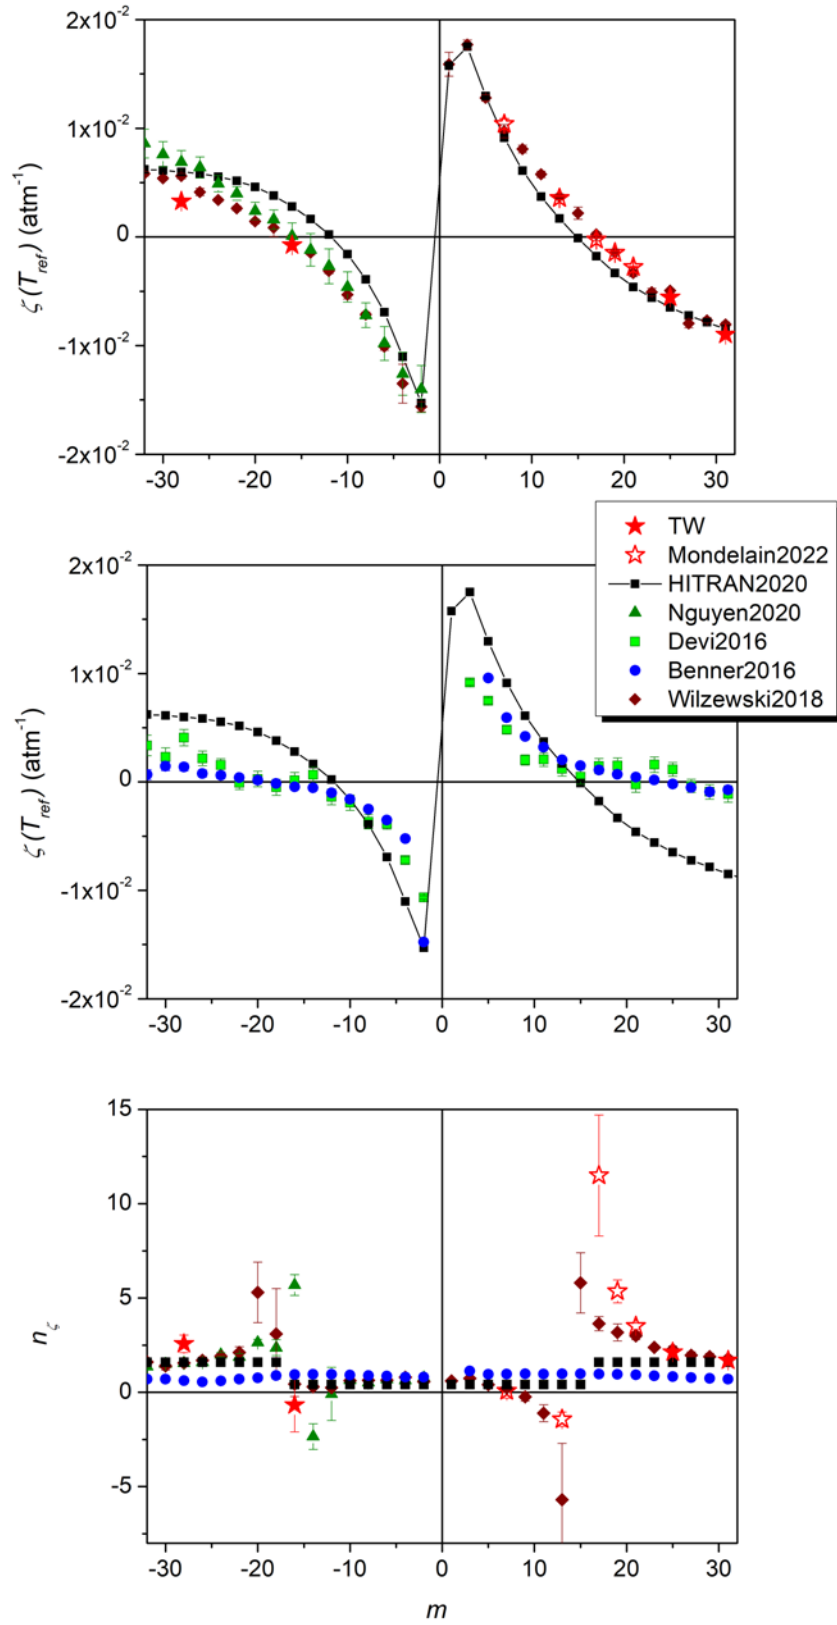 2x10⁻²
1x10⁻²
0
-1x10⁻²
-2x10⁻²
ζ (T_ref) (atm⁻¹)
-30 -20 -10 0 10 20 30
TW
Mondelain2022
HITRAN2020
Nguyen2020
Devi2016
Benner2016
Wilzewski2018
2x10⁻²
1x10⁻²
0
-1x10⁻²
-2x10⁻²
ζ (T_ref) (atm⁻¹)
-30 -20 -10 0 10 20 30
15
10
5
0
-5
n_ζ
-30 -20 -10 0 10 20 30
m